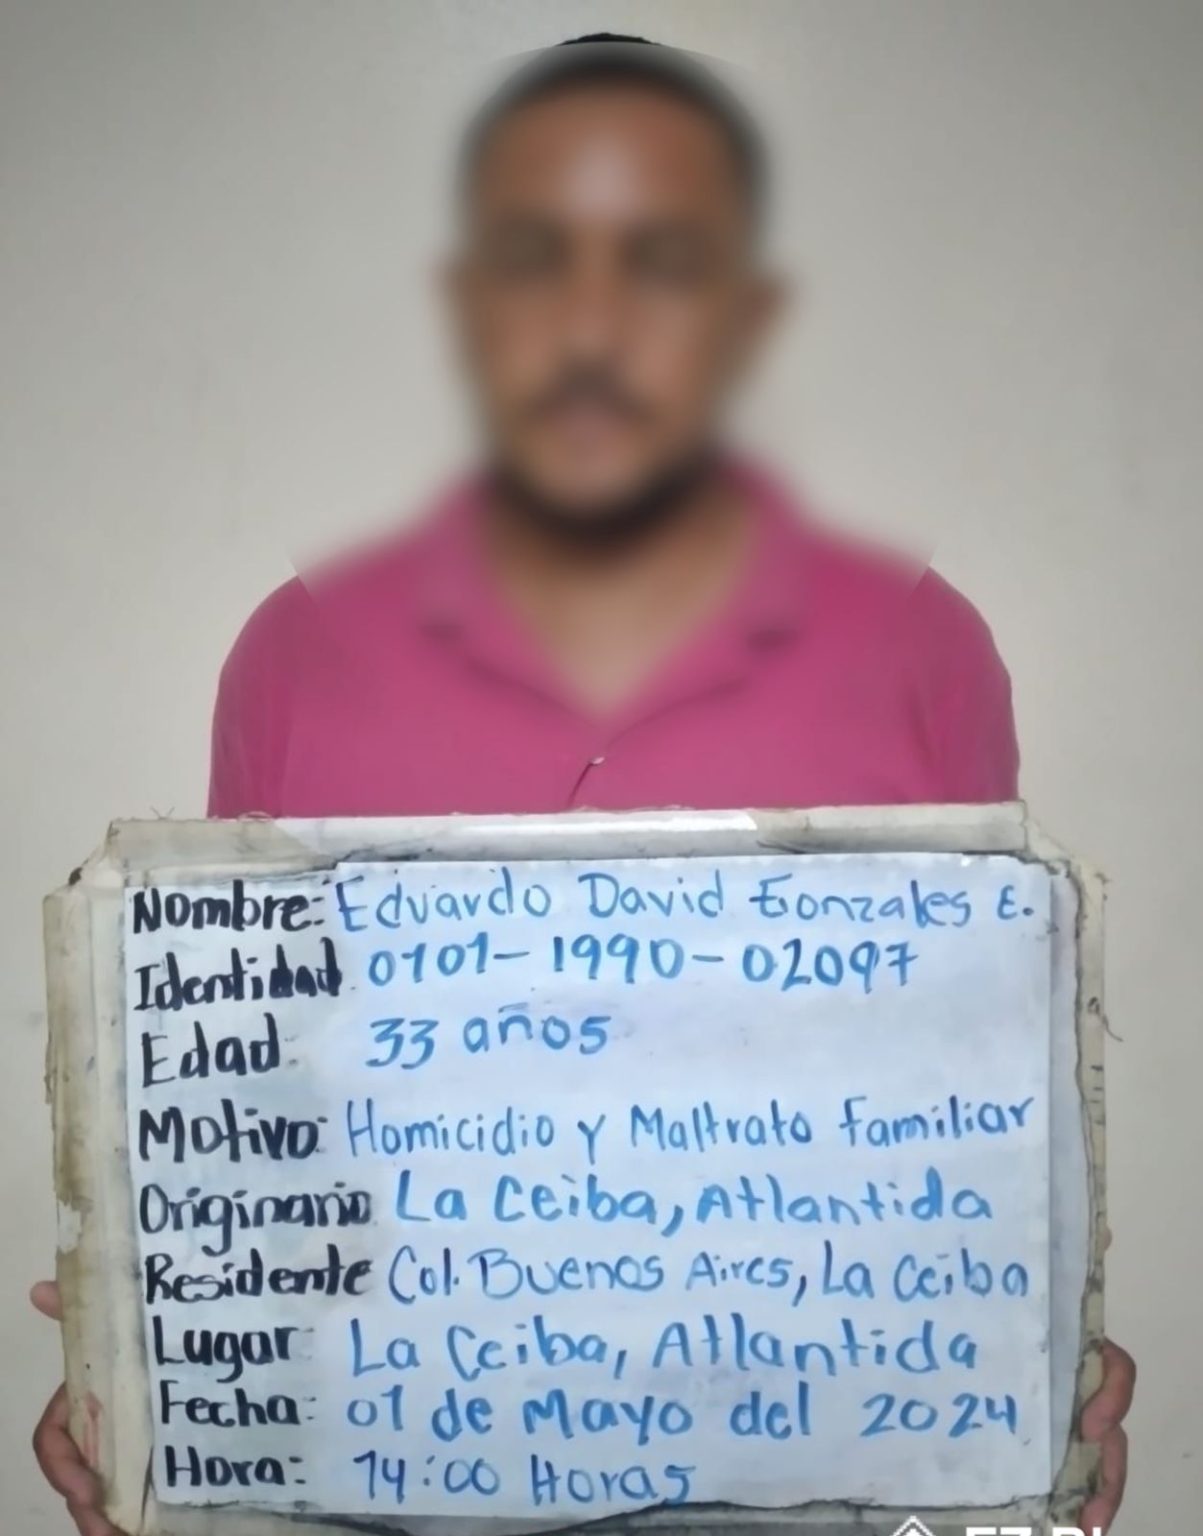 Nombre: Eduardo David Gonzales E.
Identidad 0101-1990-02097
Edad: 33 años
Motivo: Homicidio y Maltrato familiar
Originario La Ceiba, Atlantida
Residente Col. Buenos Aires, La Ceiba
Lugar: La Ceiba, Atlantida
Fecha: 01 de Mayo del 2024
Hora: 14:00 Horas